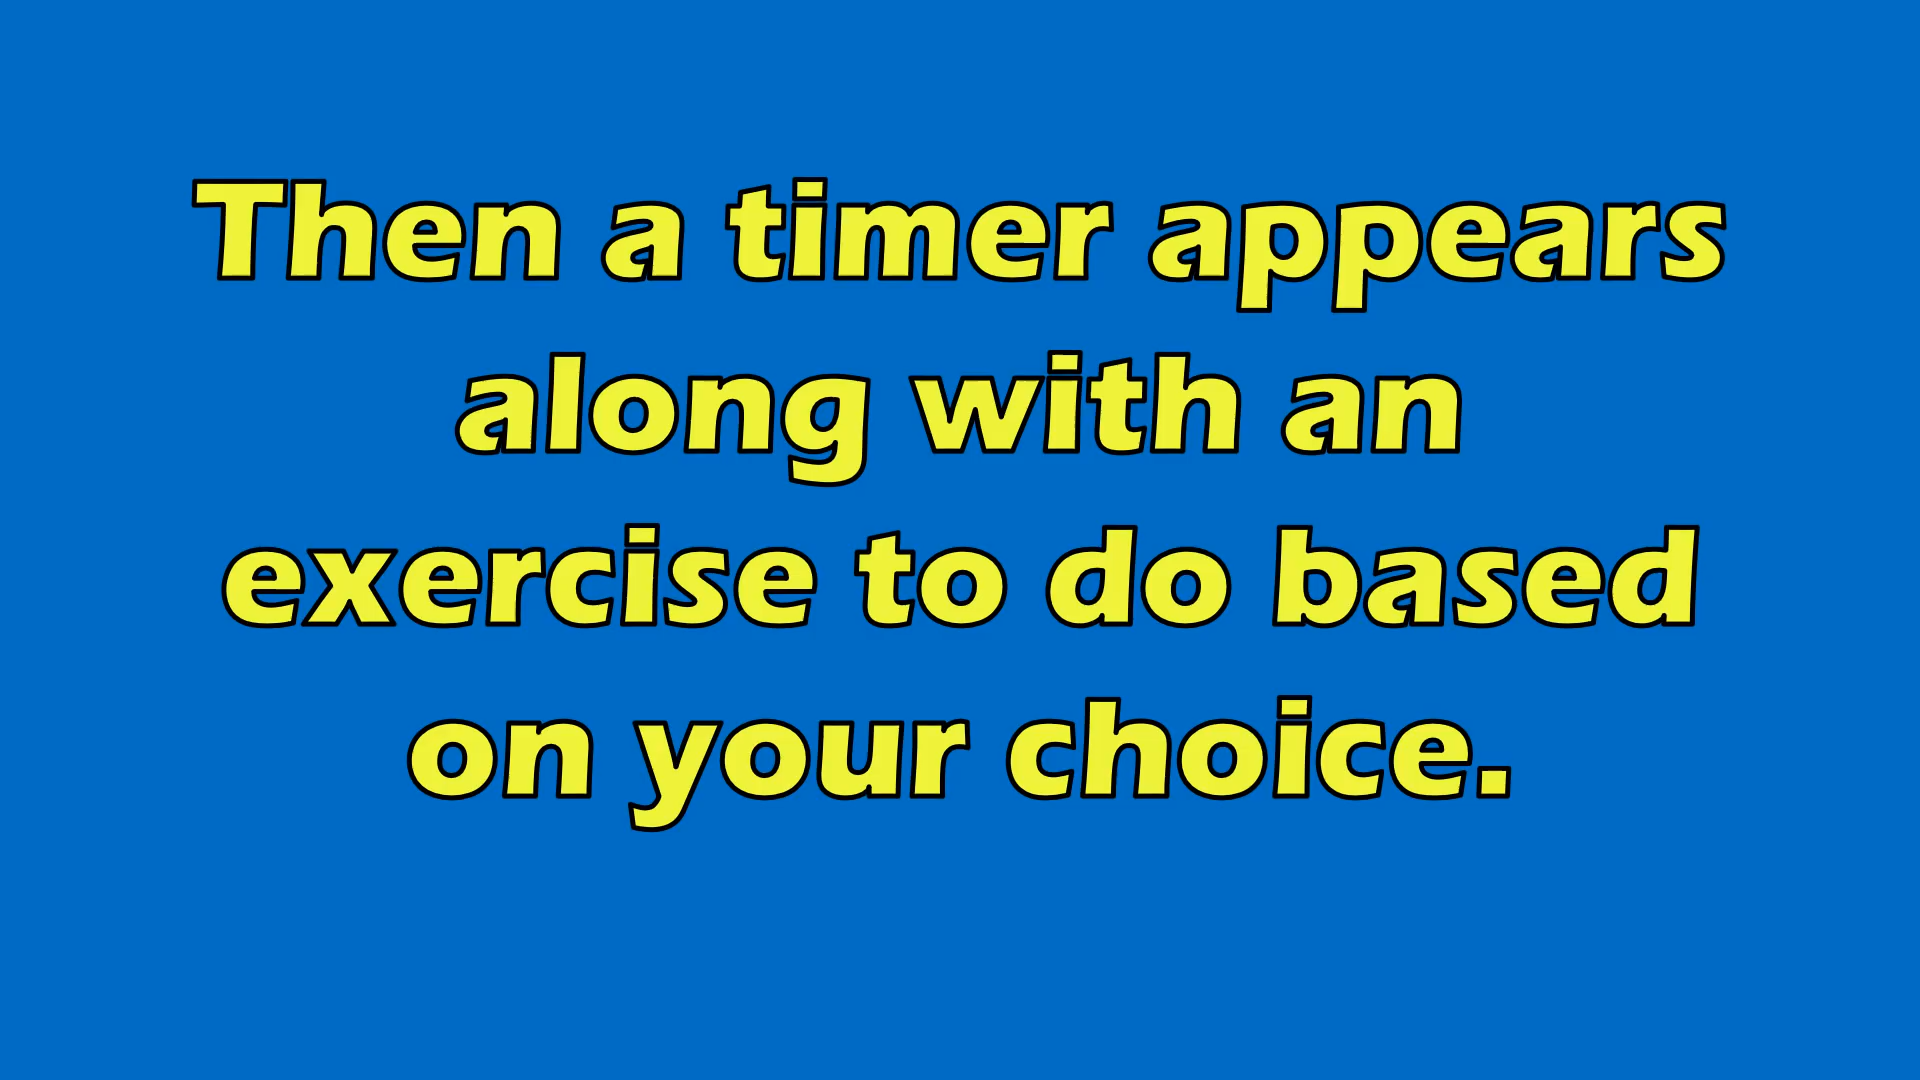 Then a timer appears
along with an
exercise to do based
on your choice.